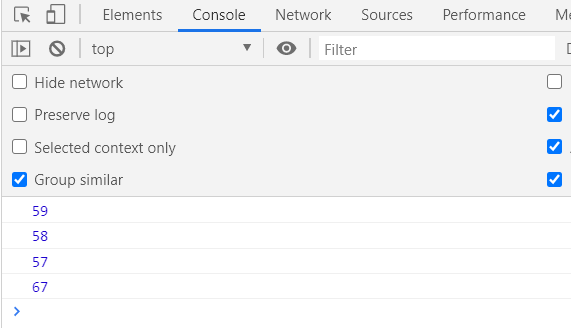 Elements Console Network Sources Performance
top Filter
Hide network
Preserve log
Selected context only
Group similar
59
58
57
67